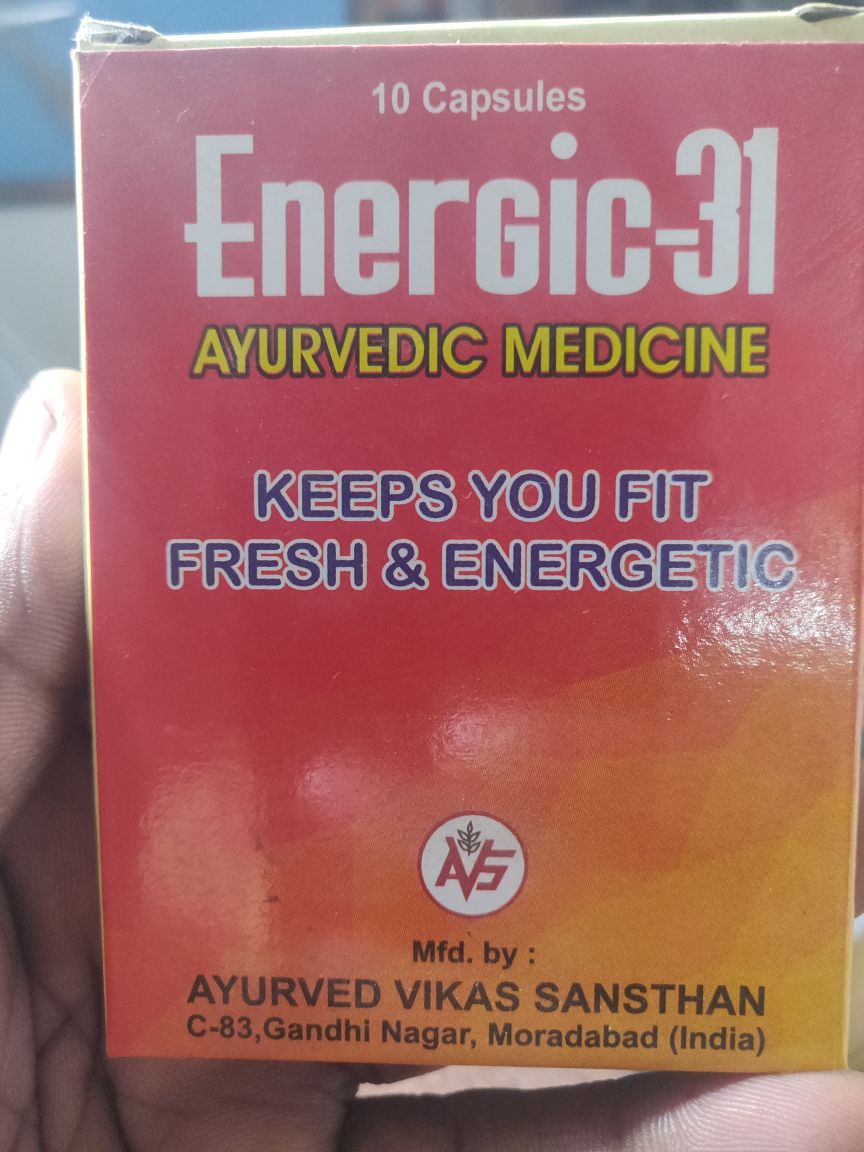 10 Capsules
Energic-31
AYURVEDIC MEDICINE
KEEPS YOU FIT
FRESH & ENERGETIC
AVS
Mfd. by :
AYURVED VIKAS SANSTHAN
C-83,Gandhi Nagar, Moradabad (India)